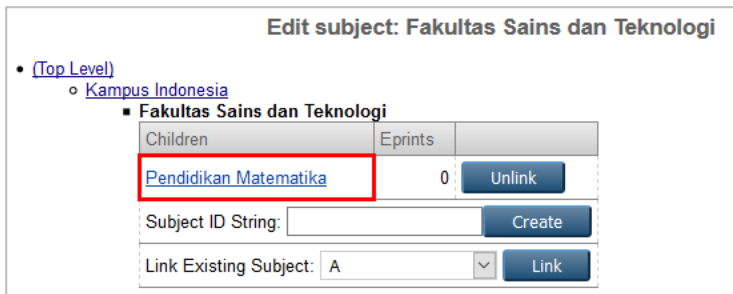 Edit subject: Fakultas Sains dan Teknologi
(Top Level)
Kampus Indonesia
Fakultas Sains dan Teknologi
Children Eprints
Pendidikan Matematika 0 Unlink
Subject ID String: Create
Link Existing Subject: A Link